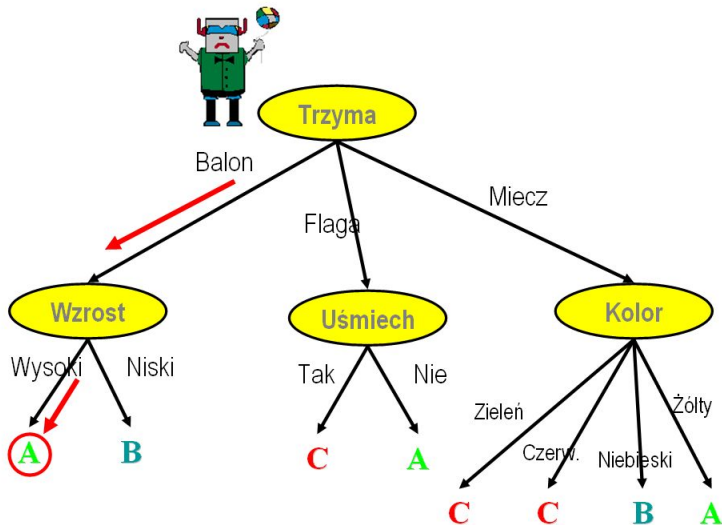 Trzyma
Balon
Flaga
Miecz
Wzrost
Uśmiech
Kolor
Wysoki
Niski
Tak
Nie
Zieleń
Czerw.
Niebieski
Żółty
A
B
C
A
C
C
B
A